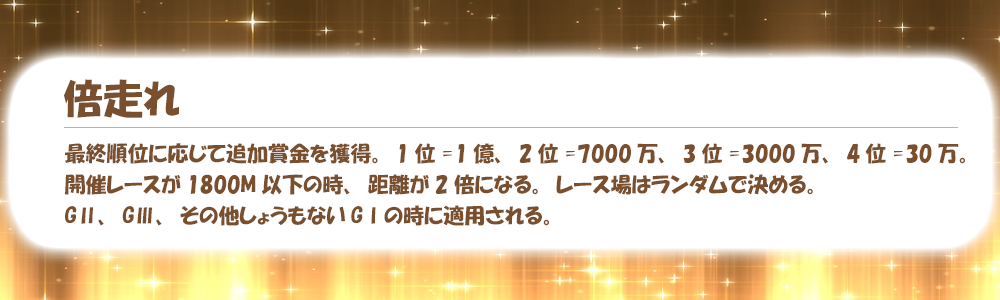 倍走れ
最終順位に応じて追加賞金を獲得。1位=1億、2位=7000万、3位=3000万、4位=30万。
開催レースが1800M以下の時、距離が2倍になる。レース場はランダムで決める。
GⅡ、GⅢ、その他しょうもないGⅠの時に適用される。